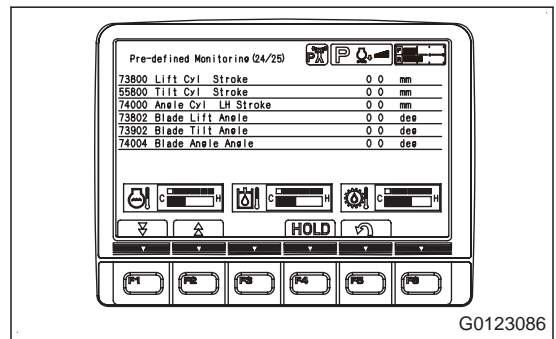 Pre-defined Monitoring (24/25)
P
73800 Lift Cyl Stroke 0 0 mm
55800 Tilt Cyl Stroke 0 0 mm
74000 Angle Cyl LH Stroke 0 0 mm
73802 Blade Lift Angle 0 0 deg
73902 Blade Tilt Angle 0 0 deg
74004 Blade Angle Angle 0 0 deg
C H C H C H
HOLD
F1 F2 F3 F4 F5 F6
G0123086